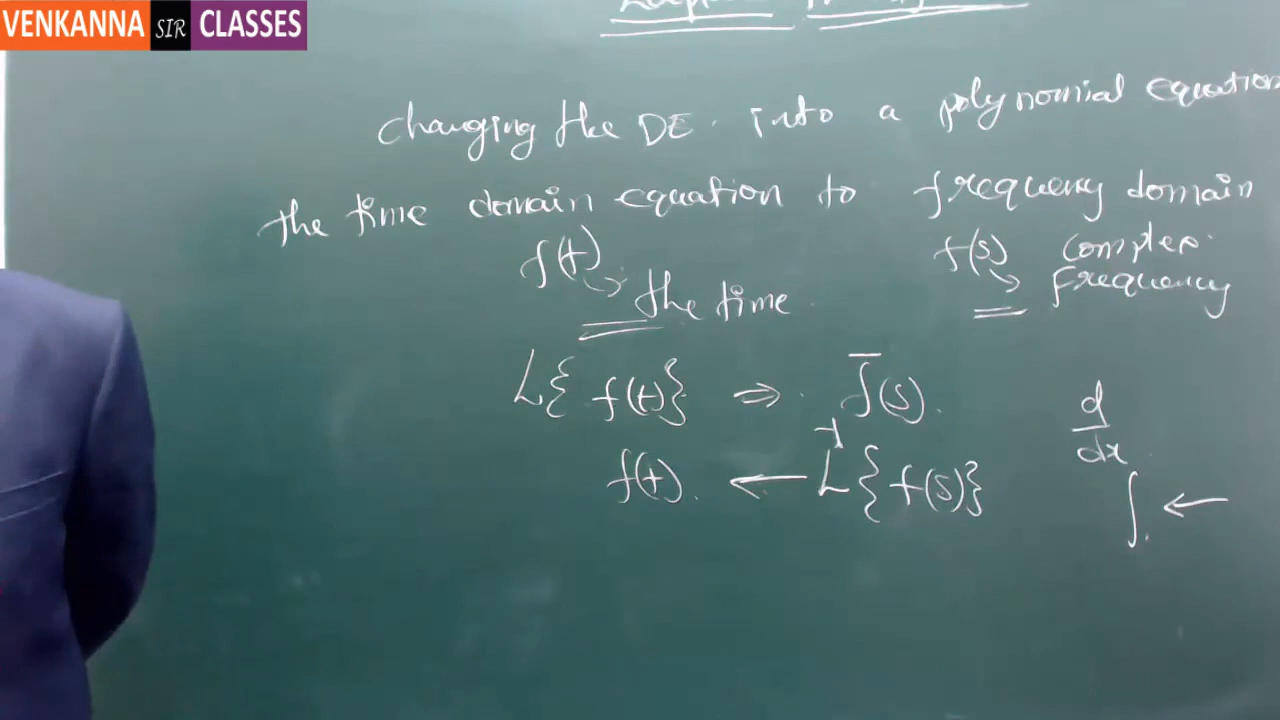 VENKANNA SIR CLASSES
changing the DE. into a polynomial equation
the time domain equation to frequency domain
f(t) f(s) complex.
the time frequency
L{f(t)} ⇒ f̅(s).
d/dx
f(t). ← L⁻¹{f(s)}
∫ ←